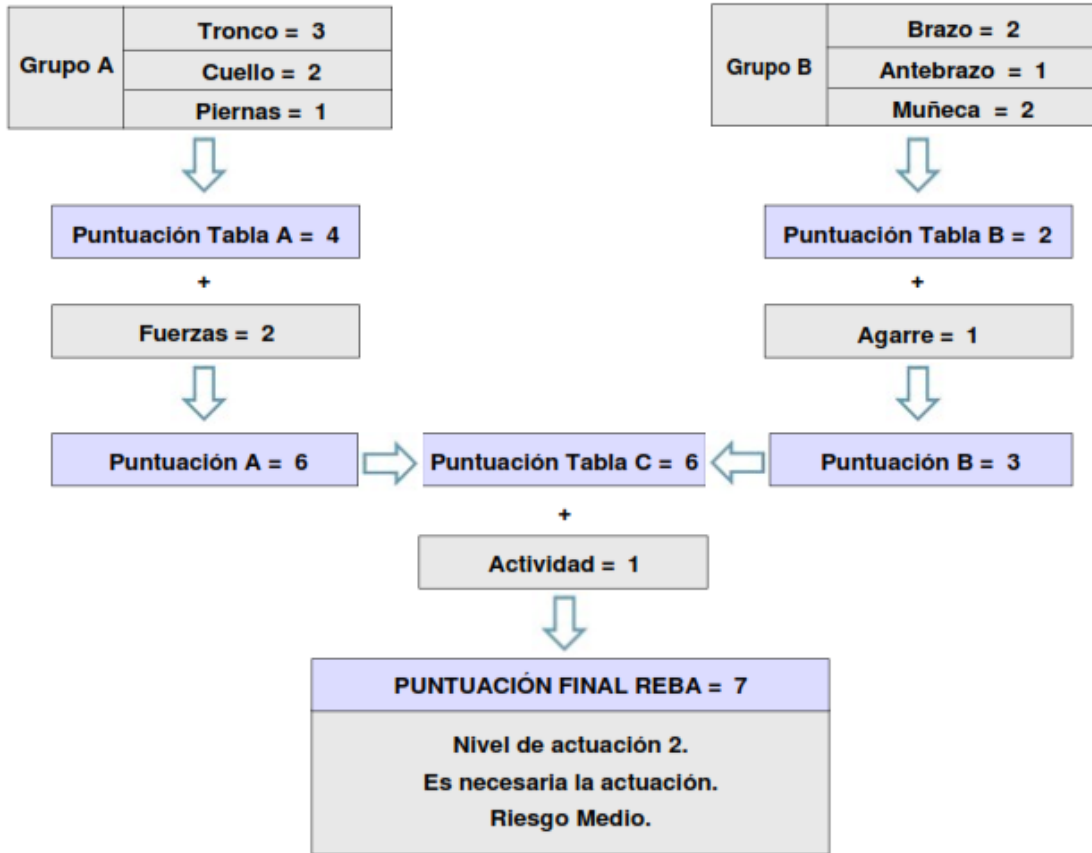 Grupo A
Tronco = 3
Cuello = 2
Piernas = 1
Grupo B
Brazo = 2
Antebrazo = 1
Muñeca = 2
Puntuación Tabla A = 4
Puntuación Tabla B = 2
+
+
Fuerzas = 2
Agarre = 1
Puntuación A = 6
Puntuación Tabla C = 6
Puntuación B = 3
+
Actividad = 1
PUNTUACIÓN FINAL REBA = 7
Nivel de actuación 2.
Es necesaria la actuación.
Riesgo Medio.